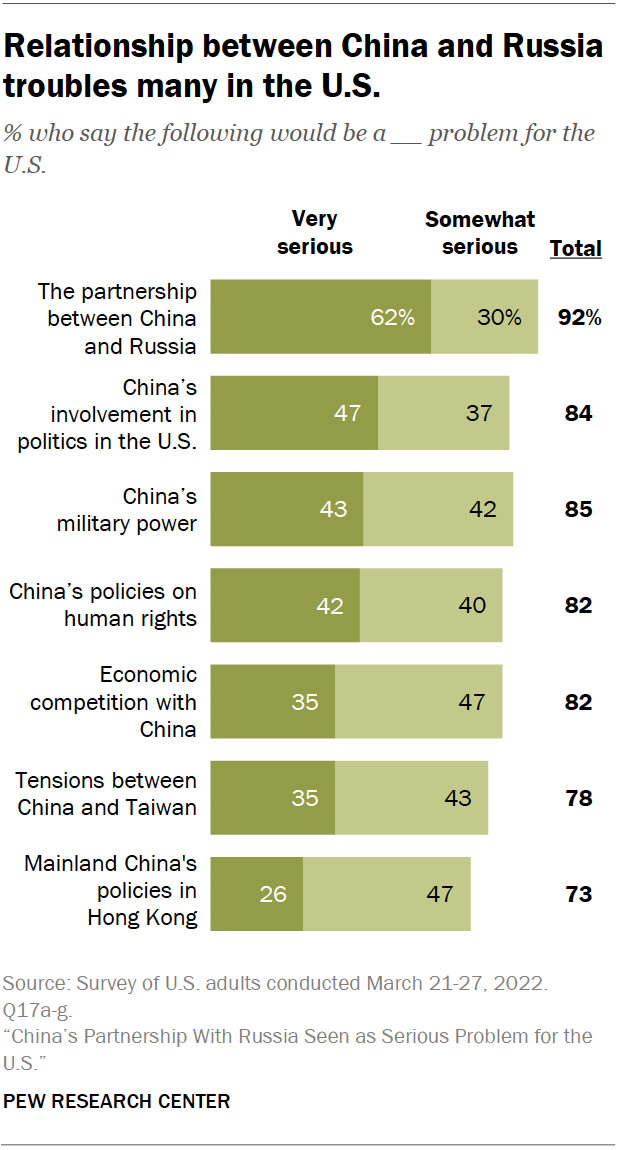 Relationship between China and Russia
troubles many in the U.S.
% who say the following would be a __ problem for the
U.S.
Very
serious
Somewhat
serious
Total
The partnership
between China
and Russia
62%
30%
92%
China’s
involvement in
politics in the U.S.
47
37
84
China’s
military power
43
42
85
China’s policies on
human rights
42
40
82
Economic
competition with
China
35
47
82
Tensions between
China and Taiwan
35
43
78
Mainland China's
policies in
Hong Kong
26
47
73
Source: Survey of U.S. adults conducted March 21-27, 2022.
Q17a-g.
“China’s Partnership With Russia Seen as Serious Problem for the
U.S.”
PEW RESEARCH CENTER